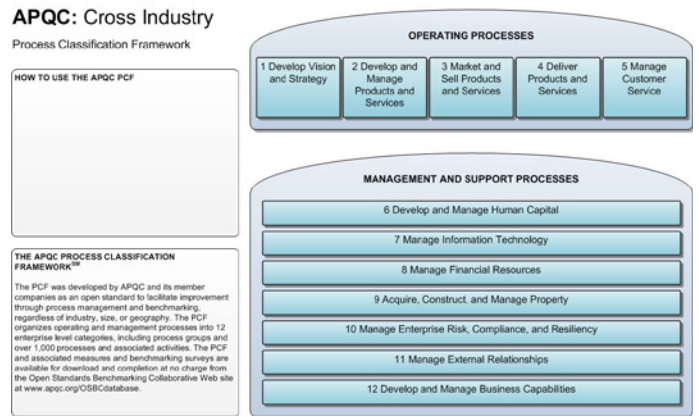 APQC: Cross Industry
Process Classification Framework
HOW TO USE THE APQC PCF
THE APQC PROCESS CLASSIFICATION
FRAMEWORK℠
The PCF was developed by APQC and its member
companies as an open standard to facilitate improvement
through process management and benchmarking,
regardless of industry, size, or geography. The PCF
organizes operating and management processes into 12
enterprise level categories, including process groups and
over 1,000 processes and associated activities. The PCF
and associated measures and benchmarking surveys are
available for download and completion at no charge from
the Open Standards Benchmarking Collaborative Web site
at www.apqc.org/OSBCdatabase.
OPERATING PROCESSES
1 Develop Vision
and Strategy
2 Develop and
Manage
Products and
Services
3 Market and
Sell Products
and Services
4 Deliver
Products and
Services
5 Manage
Customer
Service
MANAGEMENT AND SUPPORT PROCESSES
6 Develop and Manage Human Capital
7 Manage Information Technology
8 Manage Financial Resources
9 Acquire, Construct, and Manage Property
10 Manage Enterprise Risk, Compliance, and Resiliency
11 Manage External Relationships
12 Develop and Manage Business Capabilities